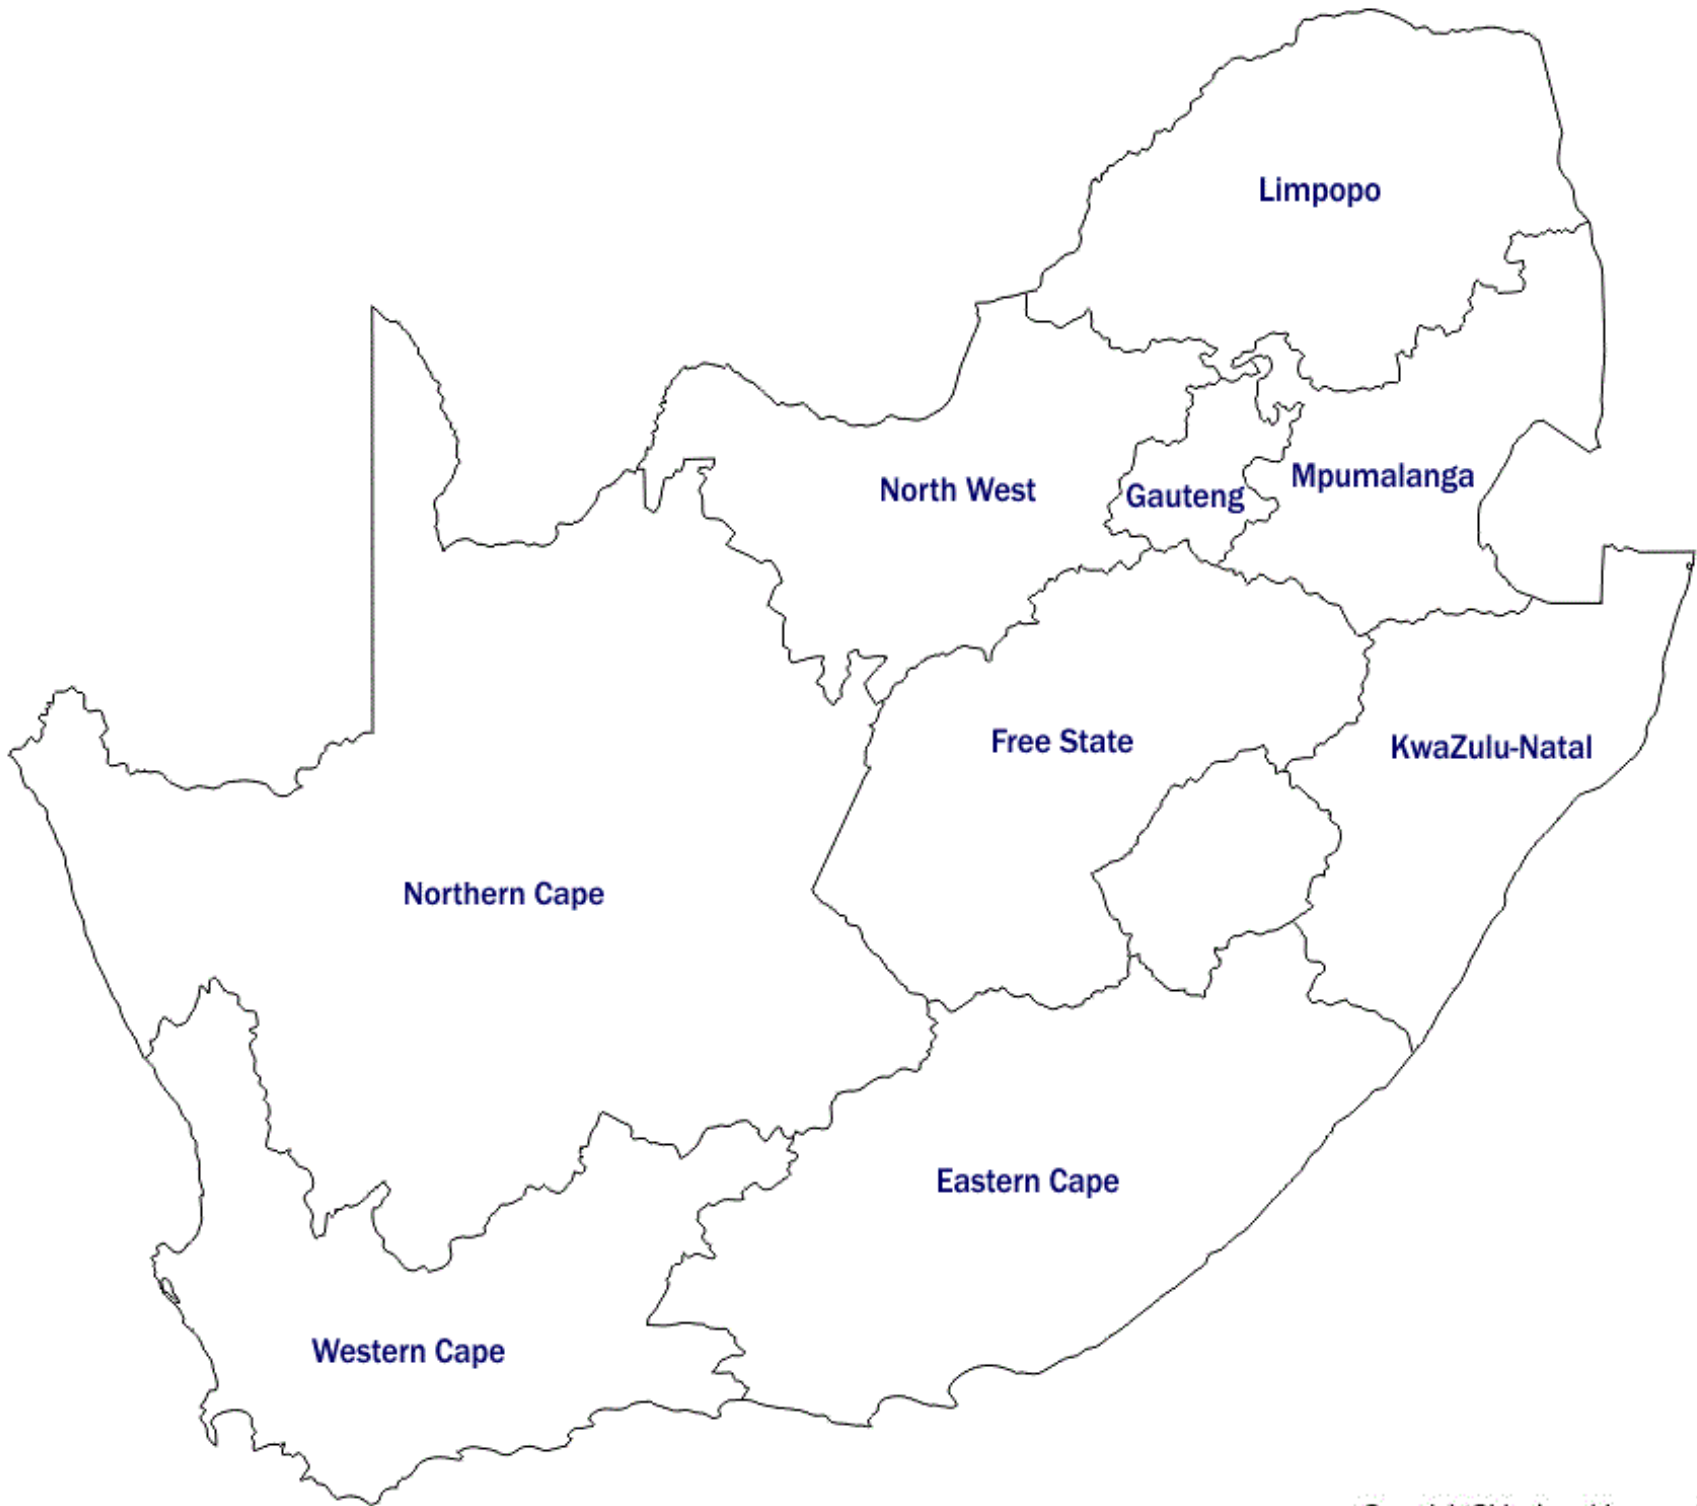 Limpopo
North West
Gauteng
Mpumalanga
Free State
KwaZulu-Natal
Northern Cape
Eastern Cape
Western Cape